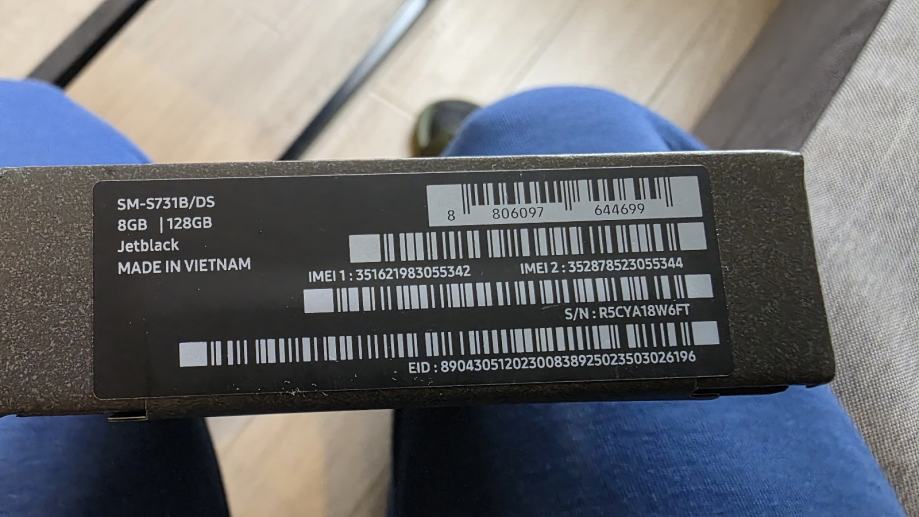 SM-S731B/DS
8GB | 128GB
Jetblack
MADE IN VIETNAM
8 806097 644699
IMEI 1 : 351621983055342 IMEI 2 : 352878523055344
S/N : R5CYA18W6FT
EID : 89043051202300838925023503026196